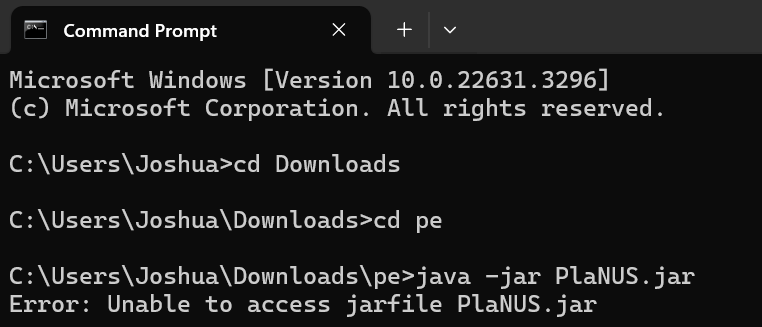 Command Prompt
Microsoft Windows [Version 10.0.22631.3296]
(c) Microsoft Corporation. All rights reserved.
C:\Users\Joshua>cd Downloads
C:\Users\Joshua\Downloads>cd pe
C:\Users\Joshua\Downloads\pe>java -jar PlaNUS.jar
Error: Unable to access jarfile PlaNUS.jar